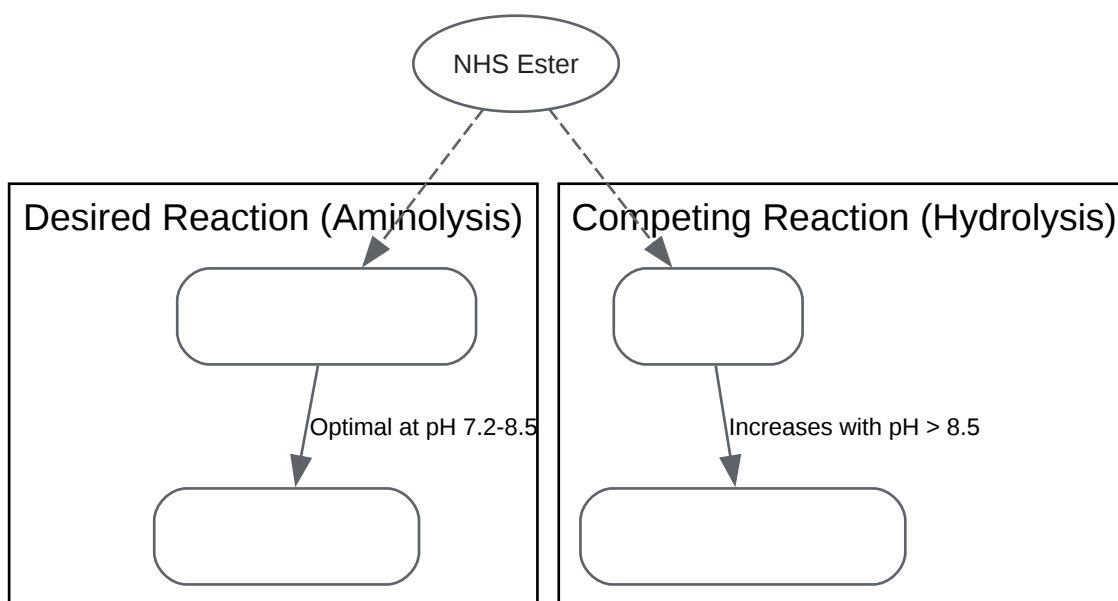 NHS Ester
Desired Reaction (Aminolysis)
Competing Reaction (Hydrolysis)
Optimal at pH 7.2-8.5
Increases with pH > 8.5